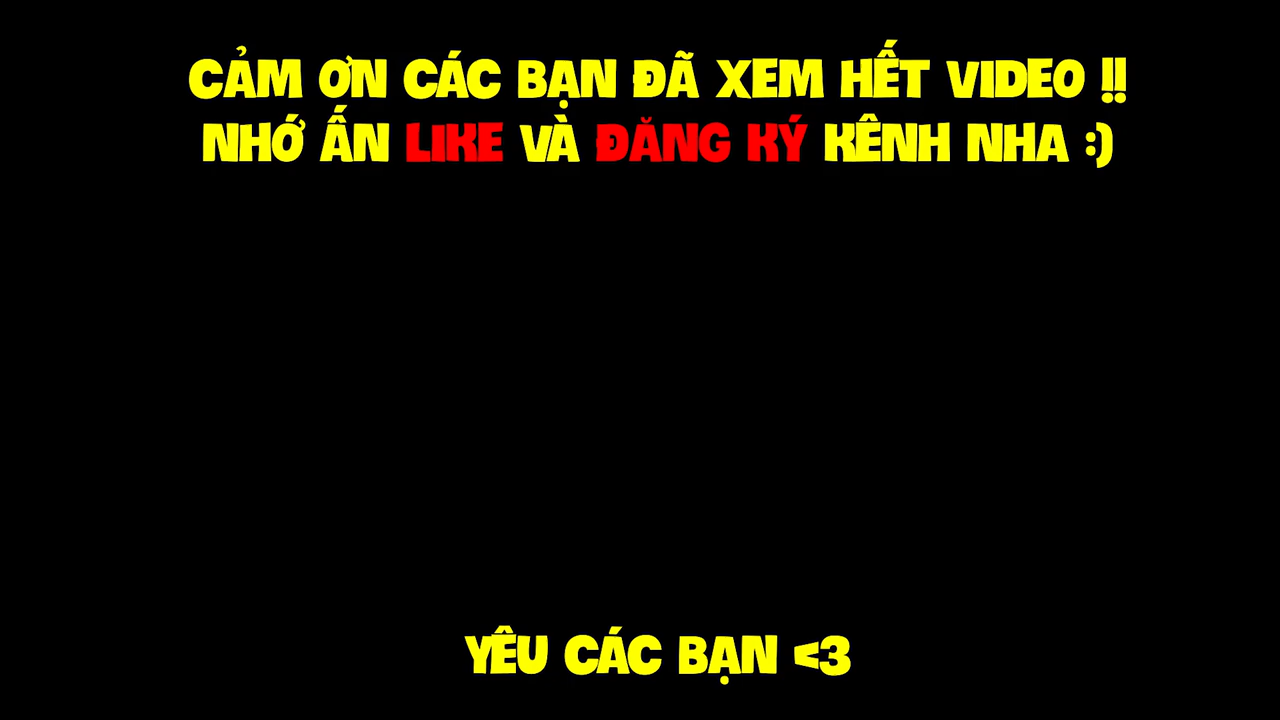 CẢM ƠN CÁC BẠN ĐÃ XEM HẾT VIDEO !!
NHỚ ẤN LIKE VÀ ĐĂNG KÝ KÊNH NHA :)
YÊU CÁC BẠN <3